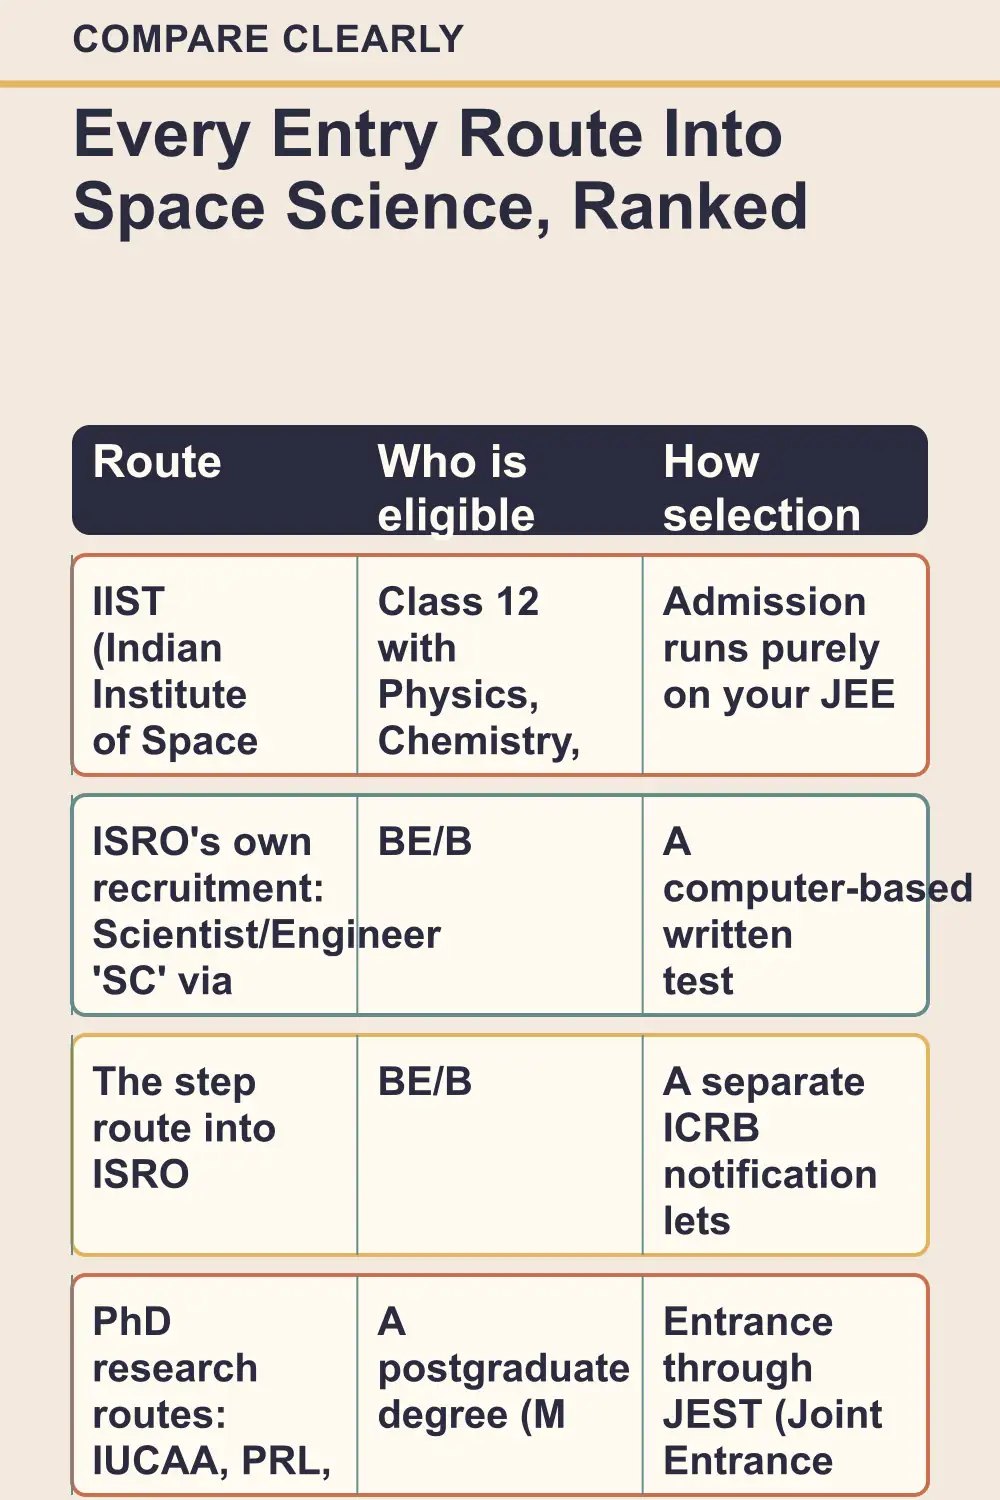 COMPARE CLEARLY
Every Entry Route Into
Space Science, Ranked
Route
Who is
eligible
How
selection
IIST
(Indian
Institute
of Space
Class 12
with
Physics,
Chemistry,
Admission
runs purely
on your JEE
ISRO's own
recruitment:
Scientist/Engineer
'SC' via
BE/B
A
computer-based
written
test
The step
route into
ISRO
BE/B
A separate
ICRB
notification
lets
PhD
research
routes:
IUCAA, PRL,
A
postgraduate
degree (M
Entrance
through
JEST (Joint
Entrance